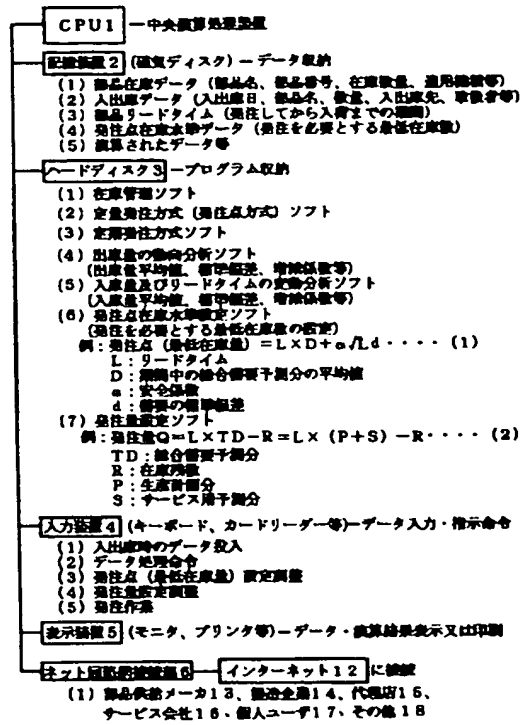 CPU1 ー中央演算処理装置
記憶装置2 (磁気ディスク)ーデータ収納
(1) 部品在庫データ (部品名、部品番号、在庫数量、適用機種等)
(2) 入出庫データ (入出庫日、部品名、数量、入出庫先、取扱者等)
(3) 部品リードタイム (発注してから入荷までの期間)
(4) 発注点在庫水準データ (発注を必要とする最低在庫数)
(5) 演算されたデータ等
ハードディスク3 ープログラム収納
(1) 在庫管理ソフト
(2) 定量発注方式 (発注点方式) ソフト
(3) 定期発注方式ソフト
(4) 出庫量の動向分析ソフト
(出庫量平均値、標準偏差、増減係数等)
(5) 入庫量及びリードタイムの変動分析ソフト
(入庫量平均値、標準偏差、増減係数等)
(6) 発注点在庫水準設定ソフト
(発注を必要とする最低在庫数の設定)
例:発注点 (最低在庫量) =L×D+α√Ld・・・・ (1)
L:リードタイム
D:期間中の総合需要予測分の平均値
α:安全係数
d:需要の標準偏差
(7) 発注量設定ソフト
例:発注量Q=L×TD-R=L× (P+S) -R・・・・ (2)
TD:総合需要予測分
R:在庫残数
P:生産計画分
S:サービス用予測分
入力装置4 (キーボード、カードリーダー等)ーデータ入力・指示命令
(1) 入出庫時のデータ投入
(2) データ処理命令
(3) 発注点 (最低在庫量) 設定調整
(4) 発注量設定調整
(5) 発注作業
表示装置5 (モニタ、プリンタ等)ーデータ・演算結果表示又は印刷
ネット回路網接続部6 インターネット12 に接続
(1) 部品供給メーカ13、製造企業14、代理店15、
サービス会社16、個人ユーザ17、その他18